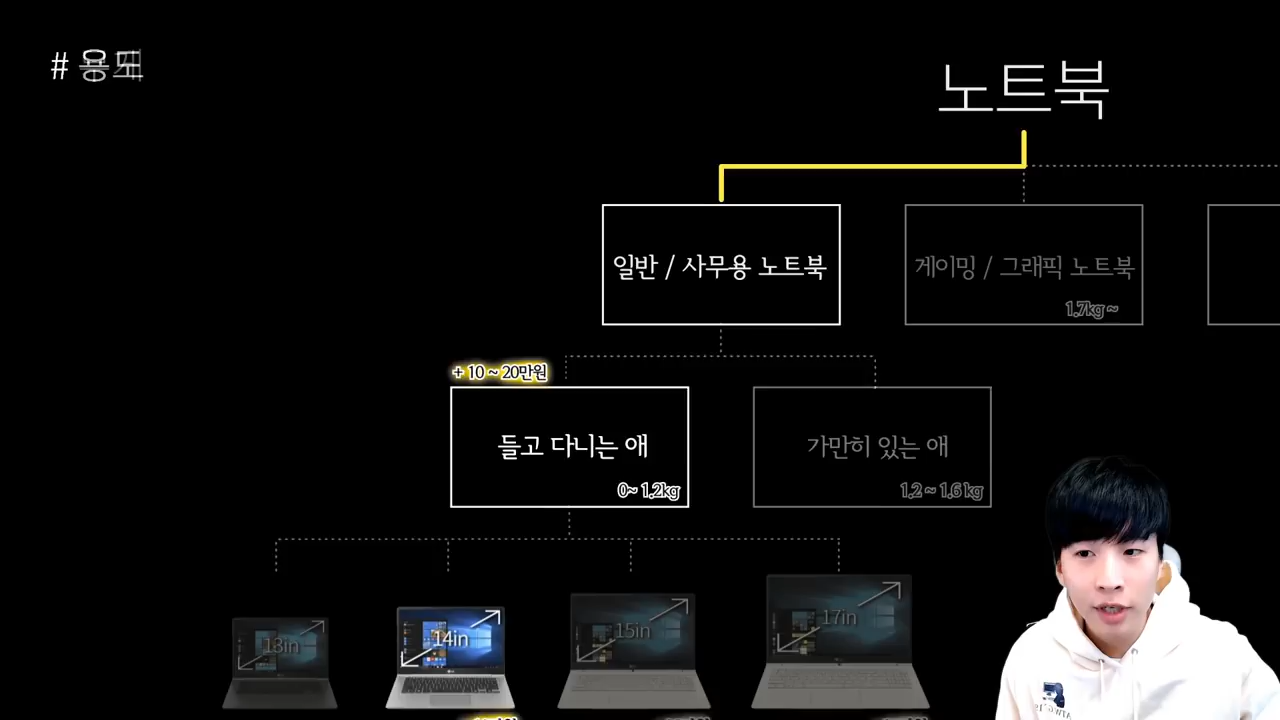 노트북
일반 / 사무용 노트북
게이밍 / 그래픽 노트북
1.7kg ~
+ 10 ~ 20만원
들고 다니는 애
0~ 1.2kg
가만히 있는 애
1.2 ~ 1.6 kg
13in
14in
15in
17in